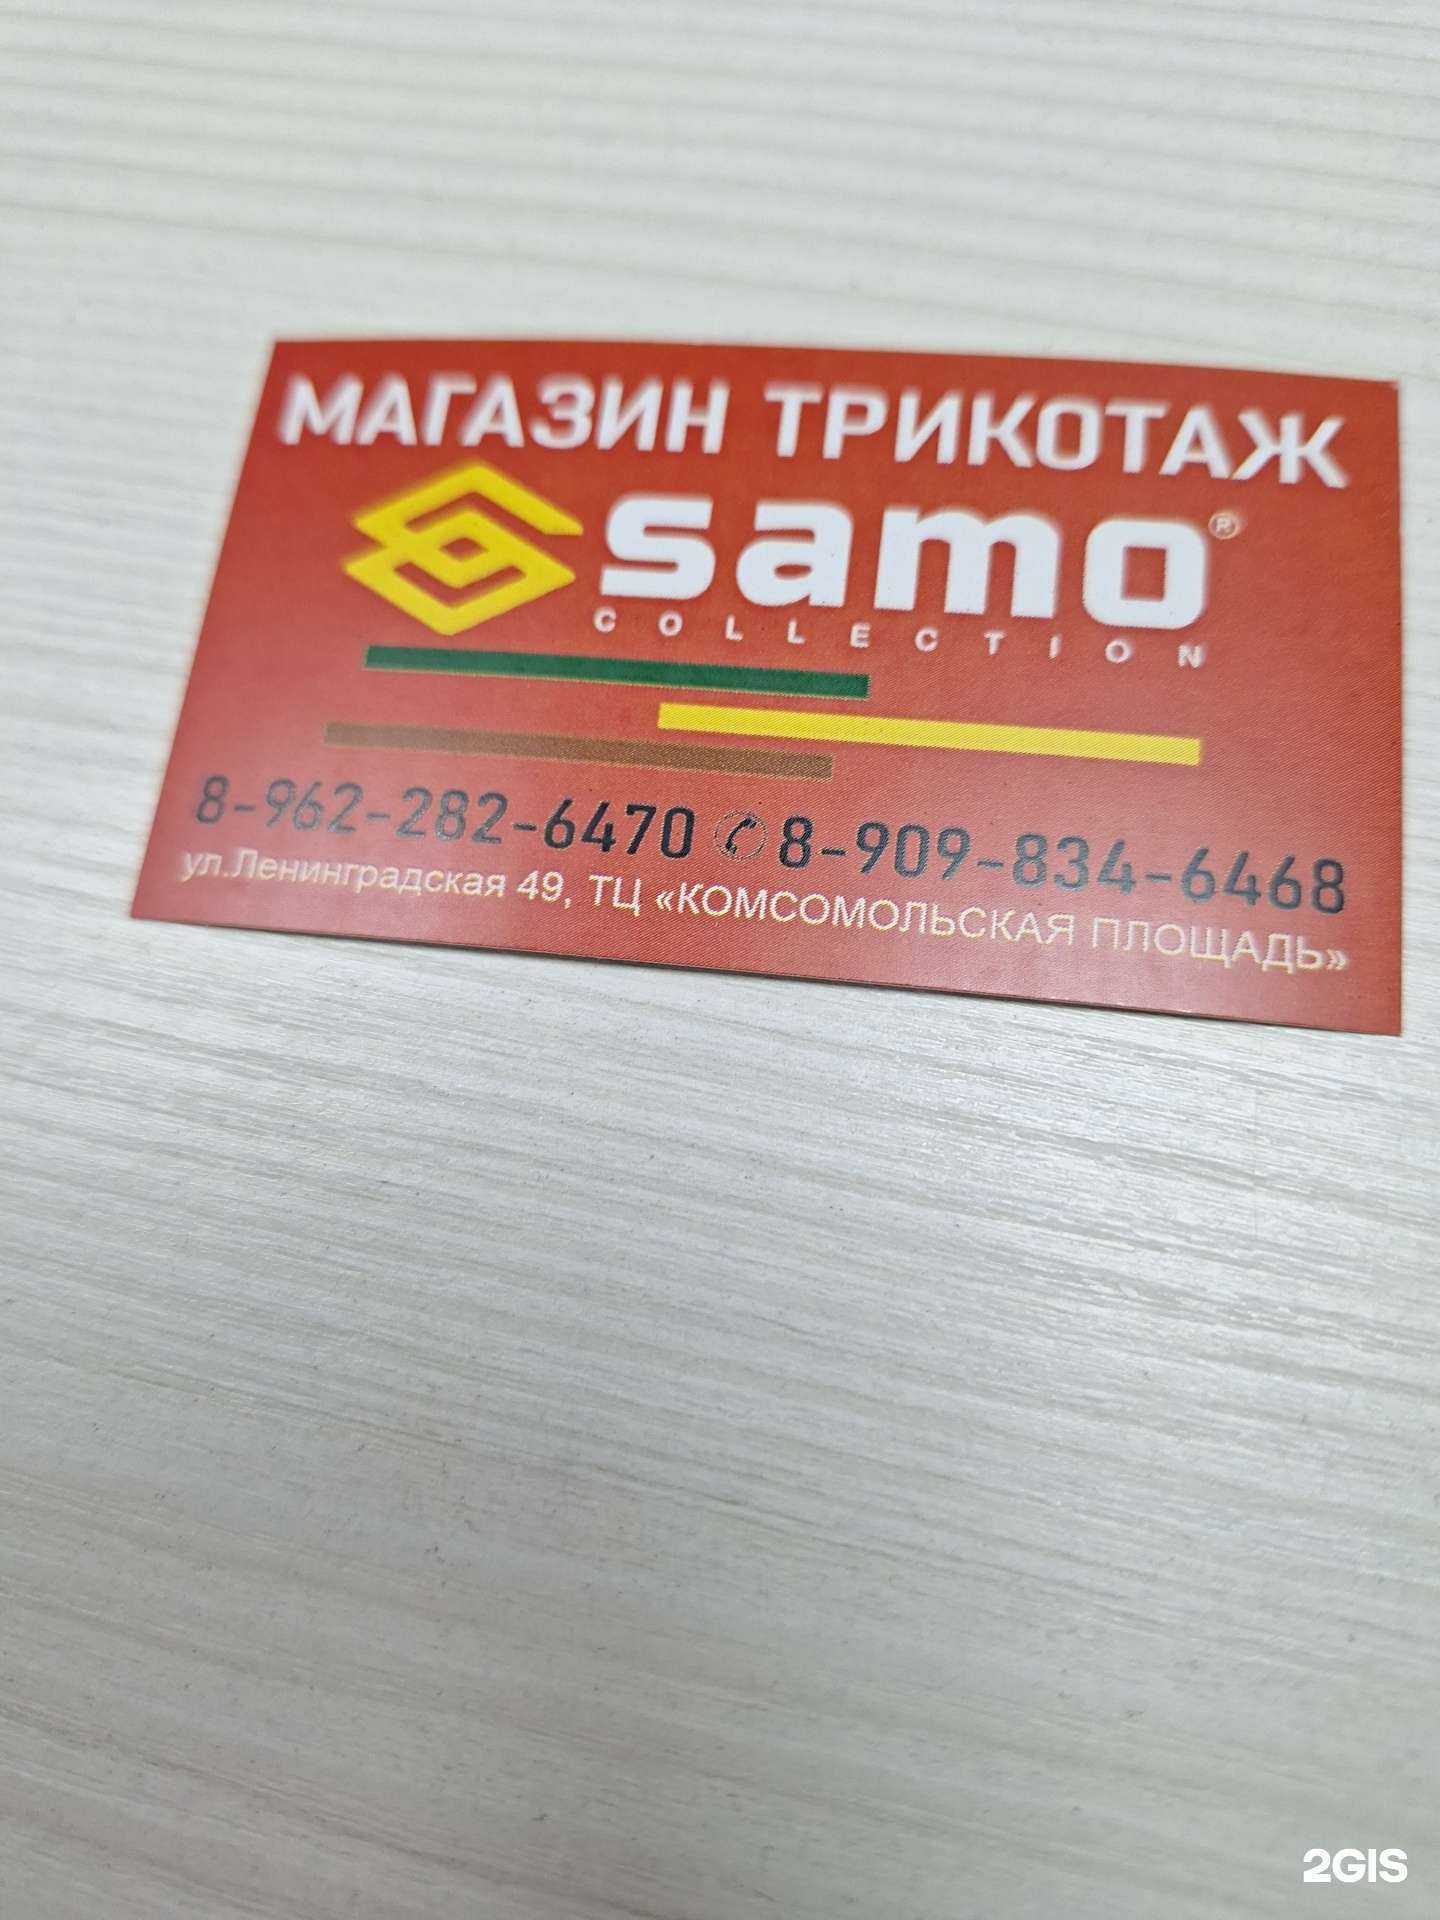 МАГАЗИН ТРИКОТАЖ
samo®
COLLECTION
8-962-282-6470 8-909-834-6468
ул.Ленинградская 49, ТЦ «КОМСОМОЛЬСКАЯ ПЛОЩАДЬ»
2GIS